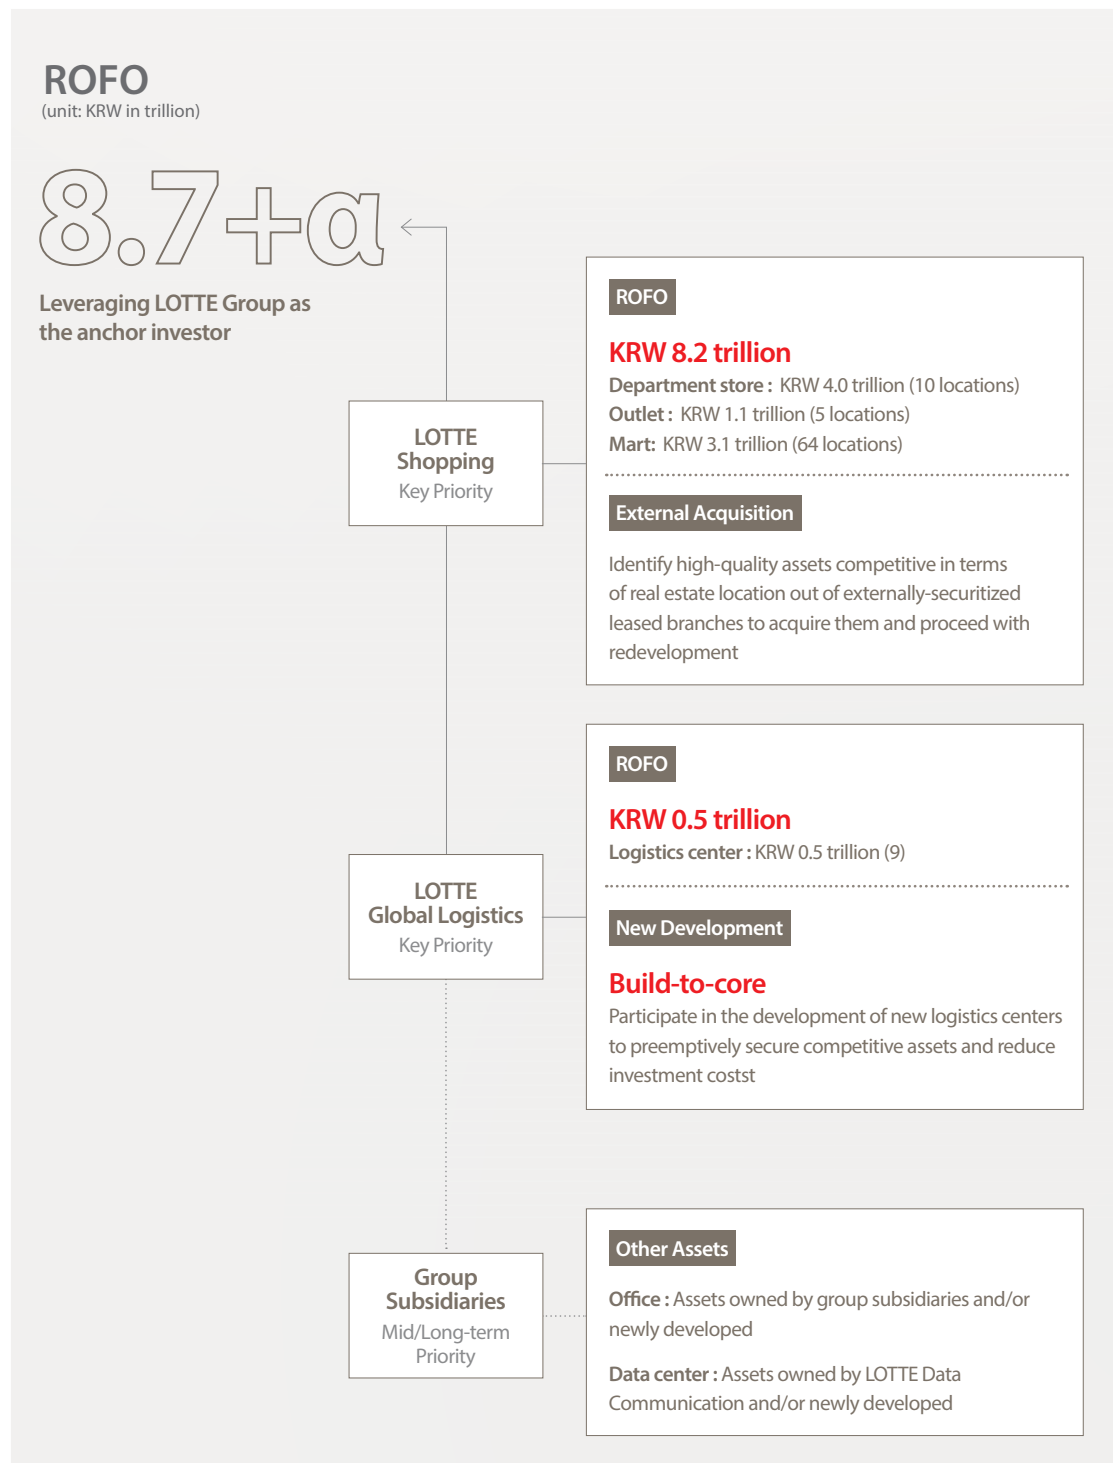 ROFO
(unit: KRW in trillion)
8.7+α
Leveraging LOTTE Group as
the anchor investor
LOTTE
Shopping
Key Priority
ROFO
KRW 8.2 trillion
Department store : KRW 4.0 trillion (10 locations)
Outlet : KRW 1.1 trillion (5 locations)
Mart: KRW 3.1 trillion (64 locations)
External Acquisition
Identify high-quality assets competitive in terms
of real estate location out of externally-securitized
leased branches to acquire them and proceed with
redevelopment
LOTTE
Global Logistics
Key Priority
ROFO
KRW 0.5 trillion
Logistics center : KRW 0.5 trillion (9)
New Development
Build-to-core
Participate in the development of new logistics centers
to preemptively secure competitive assets and reduce
investment costst
Group
Subsidiaries
Mid/Long-term
Priority
Other Assets
Office : Assets owned by group subsidiaries and/or
newly developed
Data center : Assets owned by LOTTE Data
Communication and/or newly developed